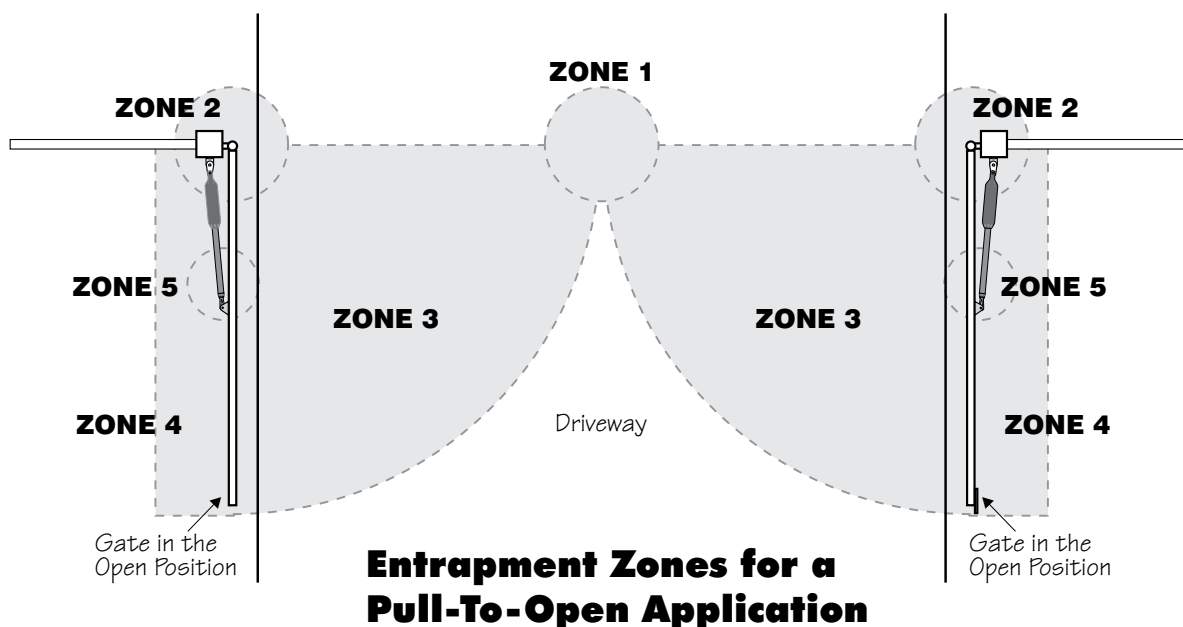 ZONE 1
ZONE 2
ZONE 2
ZONE 5
ZONE 5
ZONE 3
ZONE 3
ZONE 4
Driveway
ZONE 4
Gate in the
Open Position
Gate in the
Open Position
Entrapment Zones for a
Pull-To-Open Application